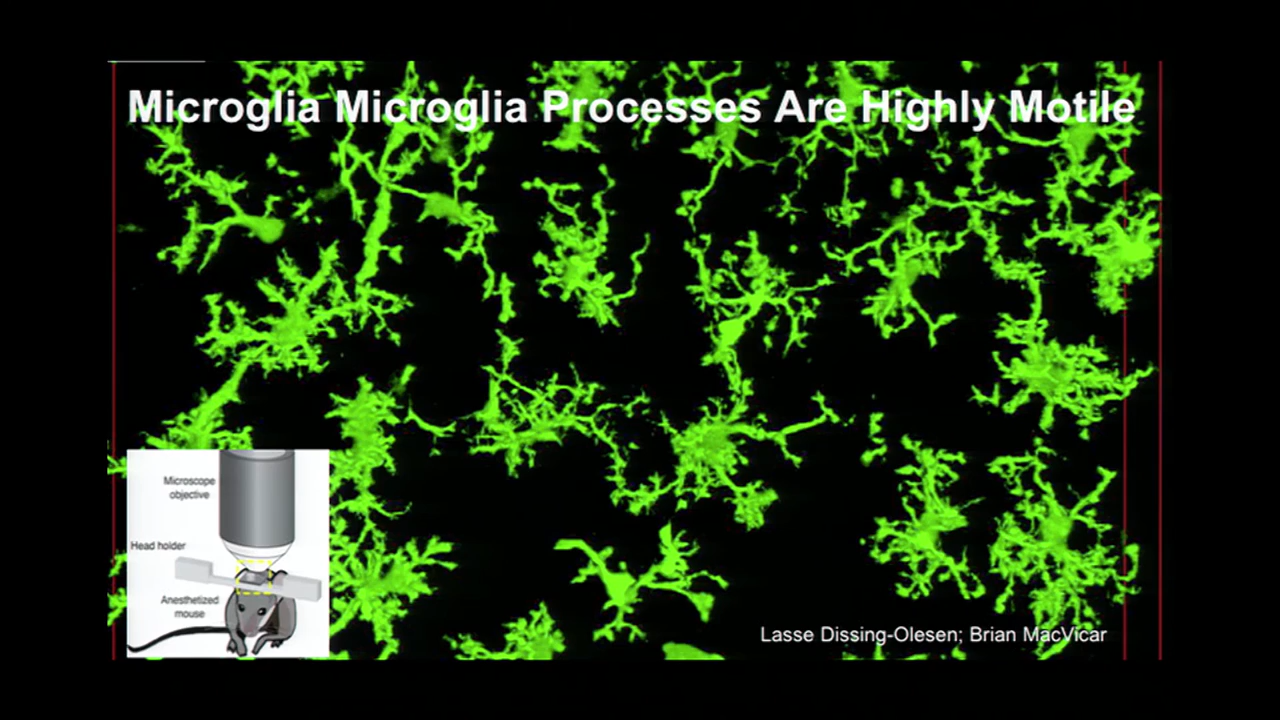 Microglia Microglia Processes Are Highly Motile
Microscope
objective
Head holder
Anesthetized
mouse
Lasse Dissing-Olesen; Brian MacVicar